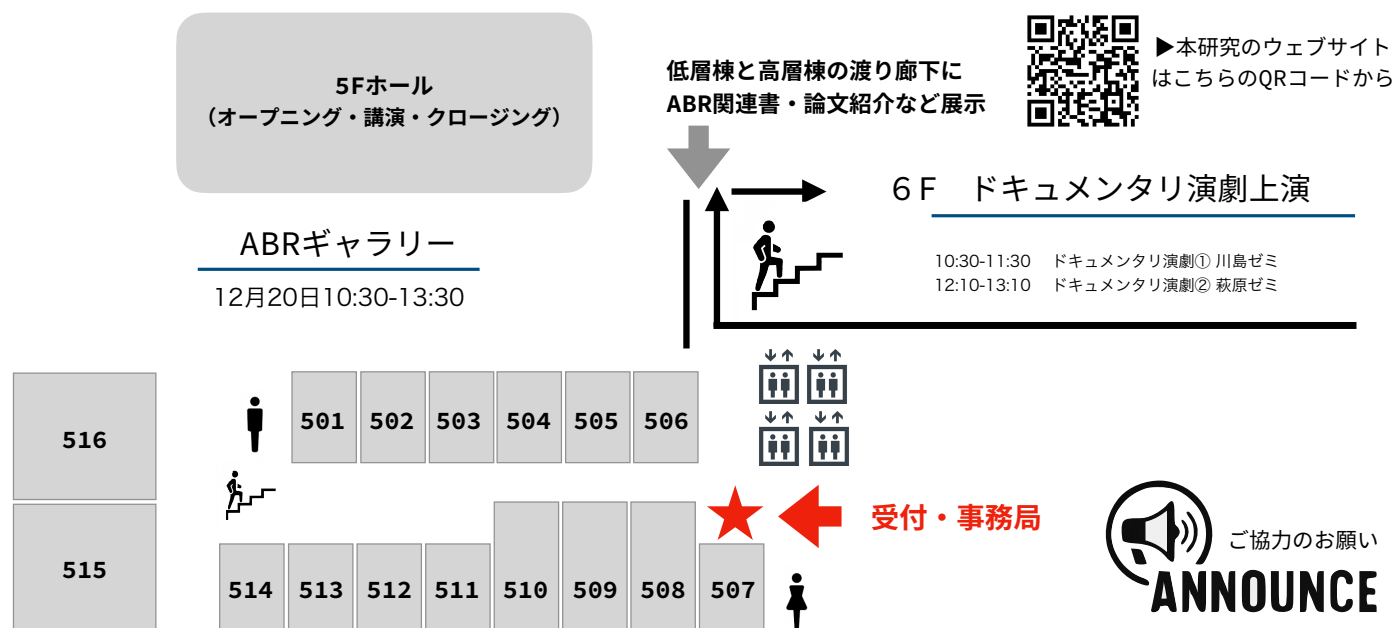 5Fホール
（オープニング・講演・クロージング）
低層棟と高層棟の渡り廊下に
ABR関連書・論文紹介など展示
▶本研究のウェブサイト
はこちらのQRコードから
６F　ドキュメンタリ演劇上演
10:30-11:30　ドキュメンタリ演劇① 川島ゼミ
12:10-13:10　ドキュメンタリ演劇② 萩原ゼミ
ABRギャラリー
12月20日10:30-13:30
516
501 502 503 504 505 506
受付・事務局
515
514 513 512 511 510 509 508 507
ご協力のお願い
ANNOUNCE